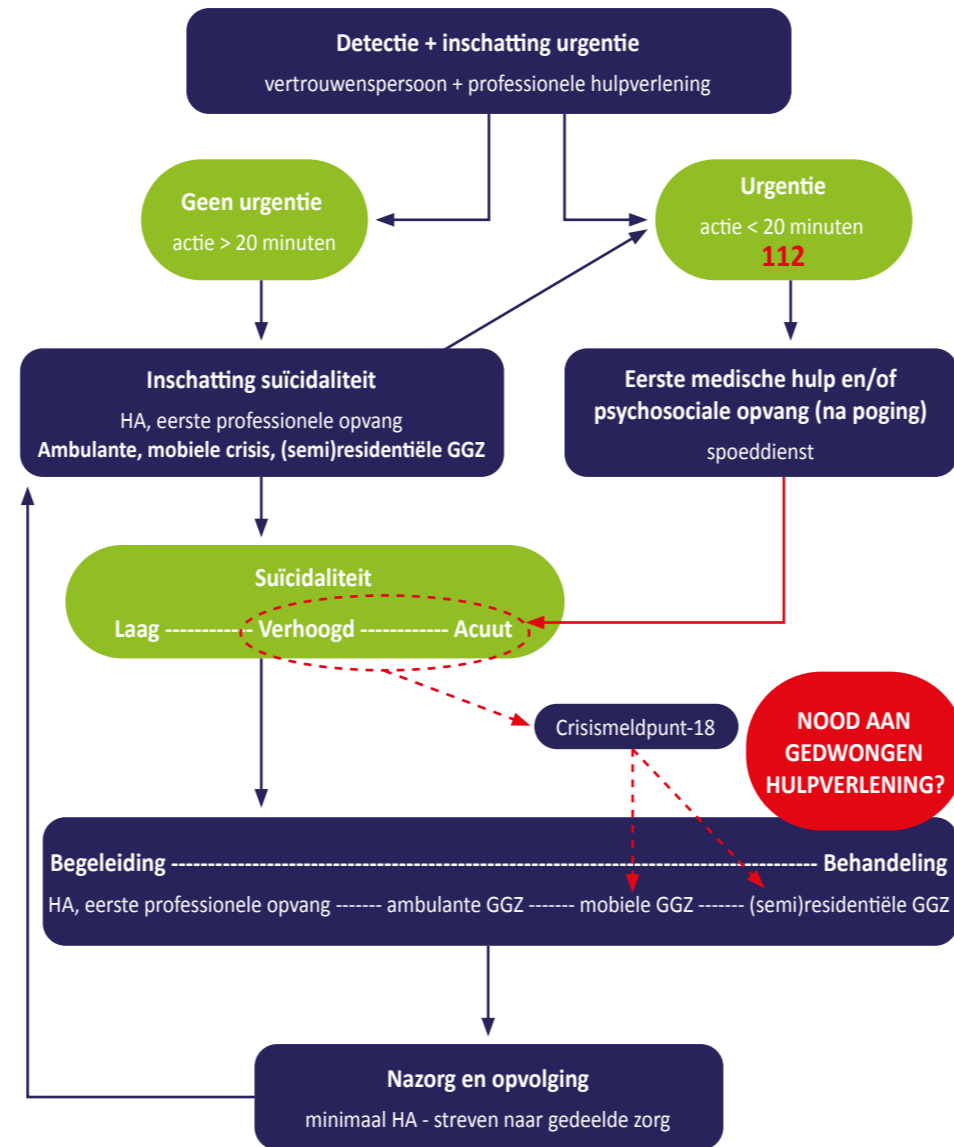 Detectie + inschatting urgentie
vertrouwenspersoon + professionele hulpverlening
Geen urgentie
actie > 20 minuten
Urgentie
actie < 20 minuten
112
Inschatting suïcidaliteit
HA, eerste professionele opvang
Ambulante, mobiele crisis, (semi)residentiële GGZ
Eerste medische hulp en/of
psychosociale opvang (na poging)
spoeddienst
Suïcidaliteit
Laag ------------ Verhoogd ------------ Acuut
Crisismeldpunt-18
NOOD AAN
GEDWONGEN
HULPVERLENING?
Begeleiding ---------------------------------------------------------------------------------------- Behandeling
HA, eerste professionele opvang ------- ambulante GGZ ------- mobiele GGZ ------- (semi)residentiële GGZ
Nazorg en opvolging
minimaal HA - streven naar gedeelde zorg